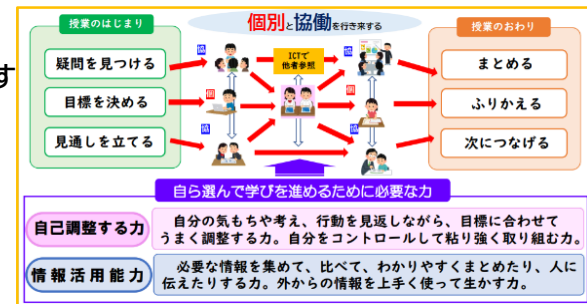 授業のはじまり
個別と協働を行き来する
授業のおわり
す
疑問を見つける
目標を決める
見通しを立てる
協
ICTで
他者参照
協
個
個
協
協
まとめる
ふりかえる
次につなげる
自ら選んで学びを進めるために必要な力
自己調整する力
自分の気もちや考え、行動を見返しながら、目標に合わせて
うまく調整する力。自分をコントロールして粘り強く取り組む力。
情報活用能力
必要な情報を集めて、比べて、わかりやすくまとめたり、人に
伝えたりする力。外からの情報を上手く使って生かす力。